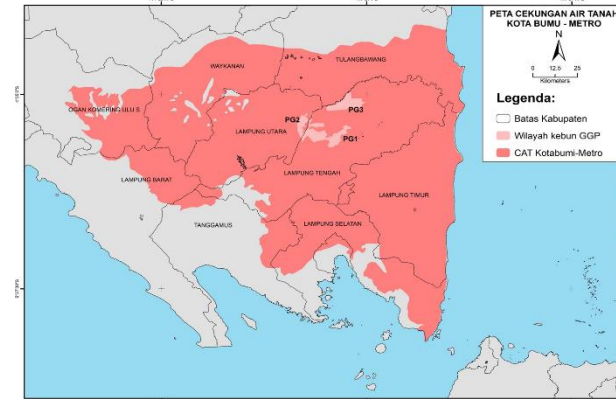 PETA CEKUNGAN AIR TANAH
KOTA BUMU - METRO
N
0 12.5 25
Kilometers
Legenda:
Batas Kabupaten
Wilayah kebun GGP
CAT Kotabumi-Metro
WAYKANAN
TULANGBAWANG
OGAN KOMERING ULU S
PG2
PG3
LAMPUNG UTARA
PG1
LAMPUNG BARAT
LAMPUNG TENGAH
LAMPUNG TIMUR
TANGGAMUS
LAMPUNG SELATAN